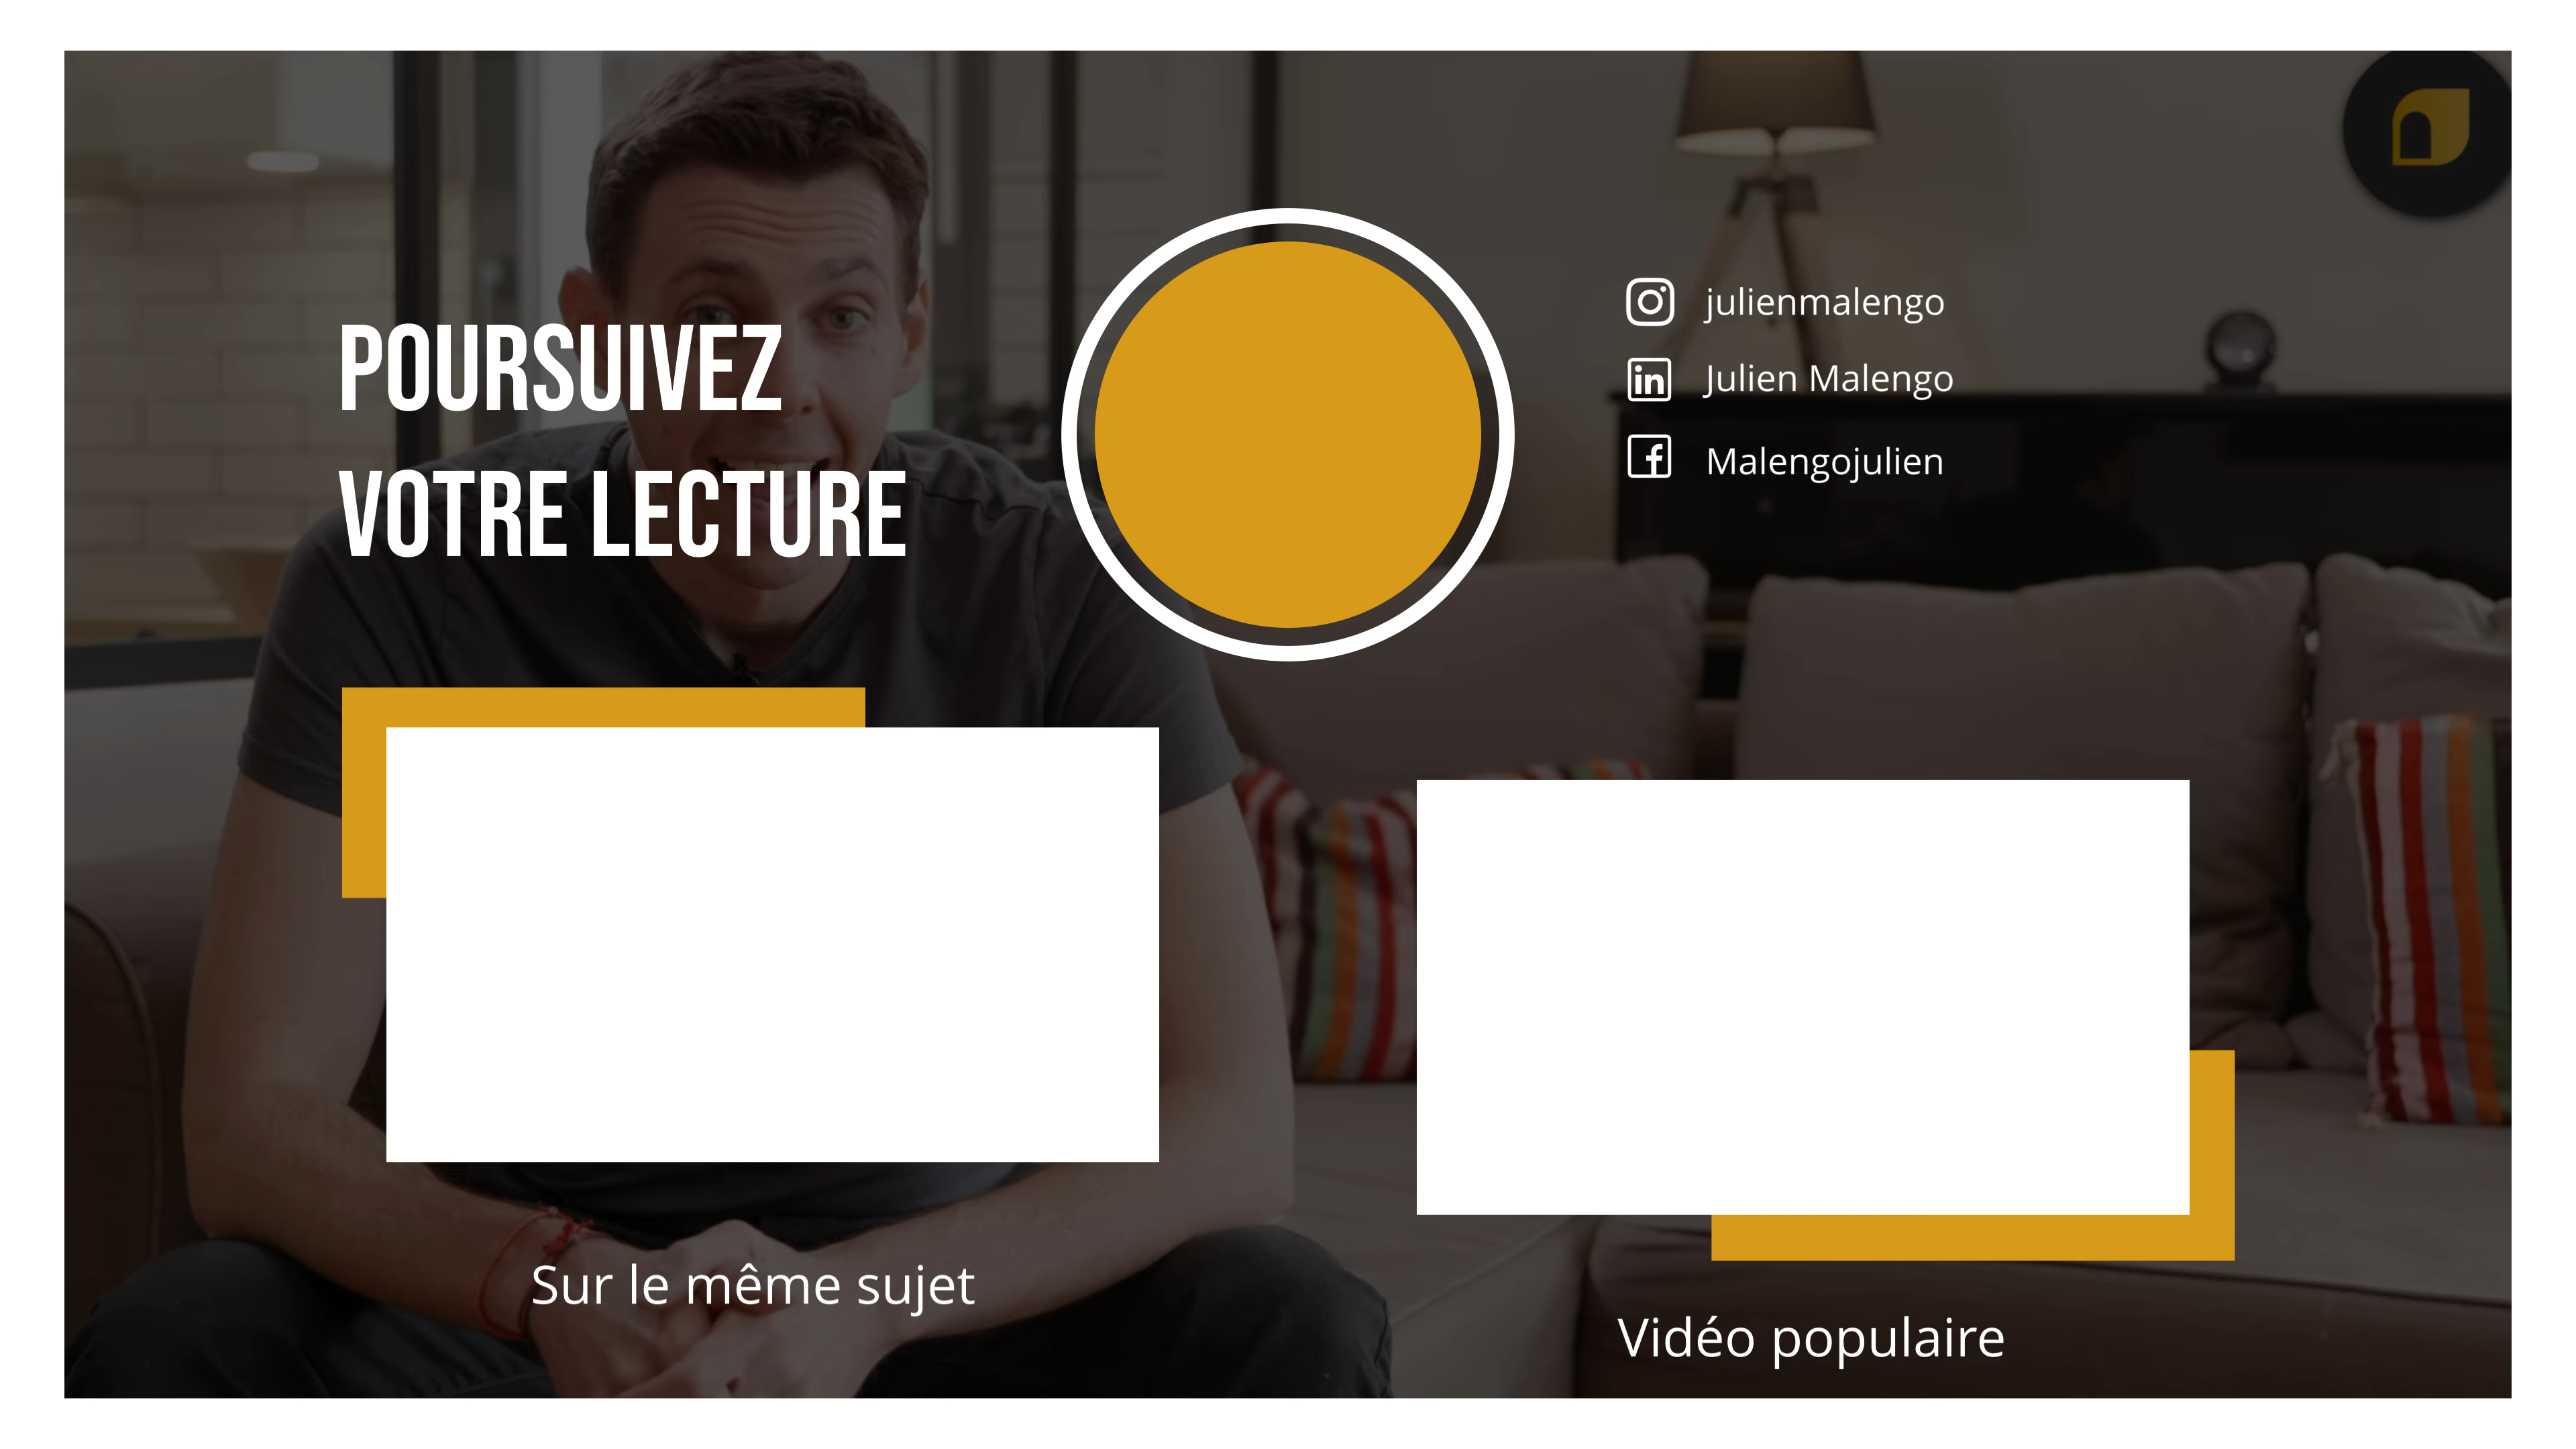 POURSUIVEZ
VOTRE LECTURE
julienmalengo
Julien Malengo
Malengojulien
Sur le même sujet
Vidéo populaire